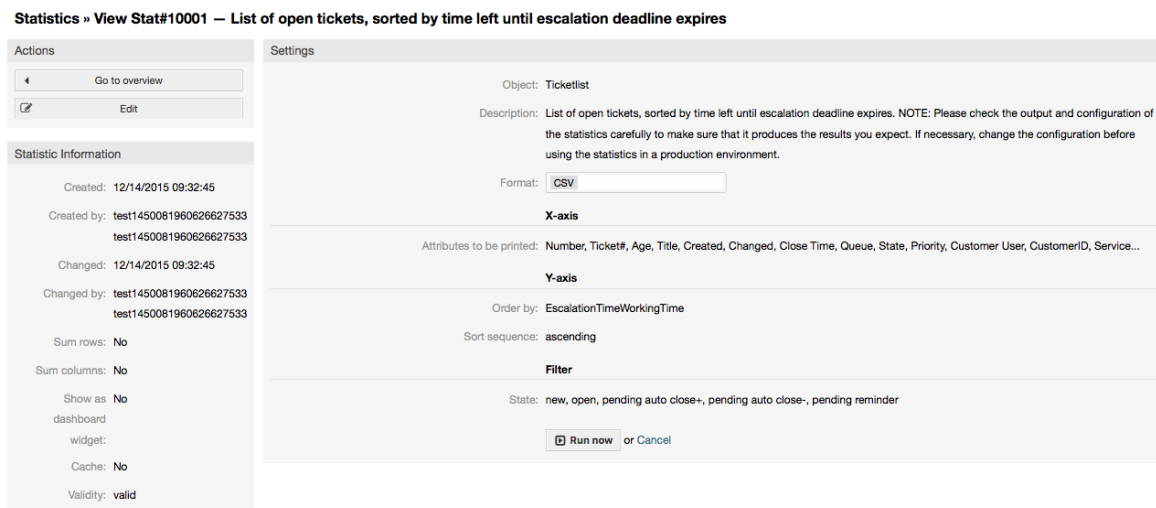 Statistics » View Stat#10001 — List of open tickets, sorted by time left until escalation deadline expires
Actions
Go to overview
Edit
Statistic Information
Created: 12/14/2015 09:32:45
Created by: test1450081960626627533
test1450081960626627533
Changed: 12/14/2015 09:32:45
Changed by: test1450081960626627533
test1450081960626627533
Sum rows: No
Sum columns: No
Show as No
dashboard
widget:
Cache: No
Validity: valid
Settings
Object: Ticketlist
Description: List of open tickets, sorted by time left until escalation deadline expires. NOTE: Please check the output and configuration of
the statistics carefully to make sure that it produces the results you expect. If necessary, change the configuration before
using the statistics in a production environment.
Format: CSV
X-axis
Attributes to be printed: Number, Ticket#, Age, Title, Created, Changed, Close Time, Queue, State, Priority, Customer User, CustomerID, Service...
Y-axis
Order by: EscalationTimeWorkingTime
Sort sequence: ascending
Filter
State: new, open, pending auto close+, pending auto close-, pending reminder
Run now or Cancel